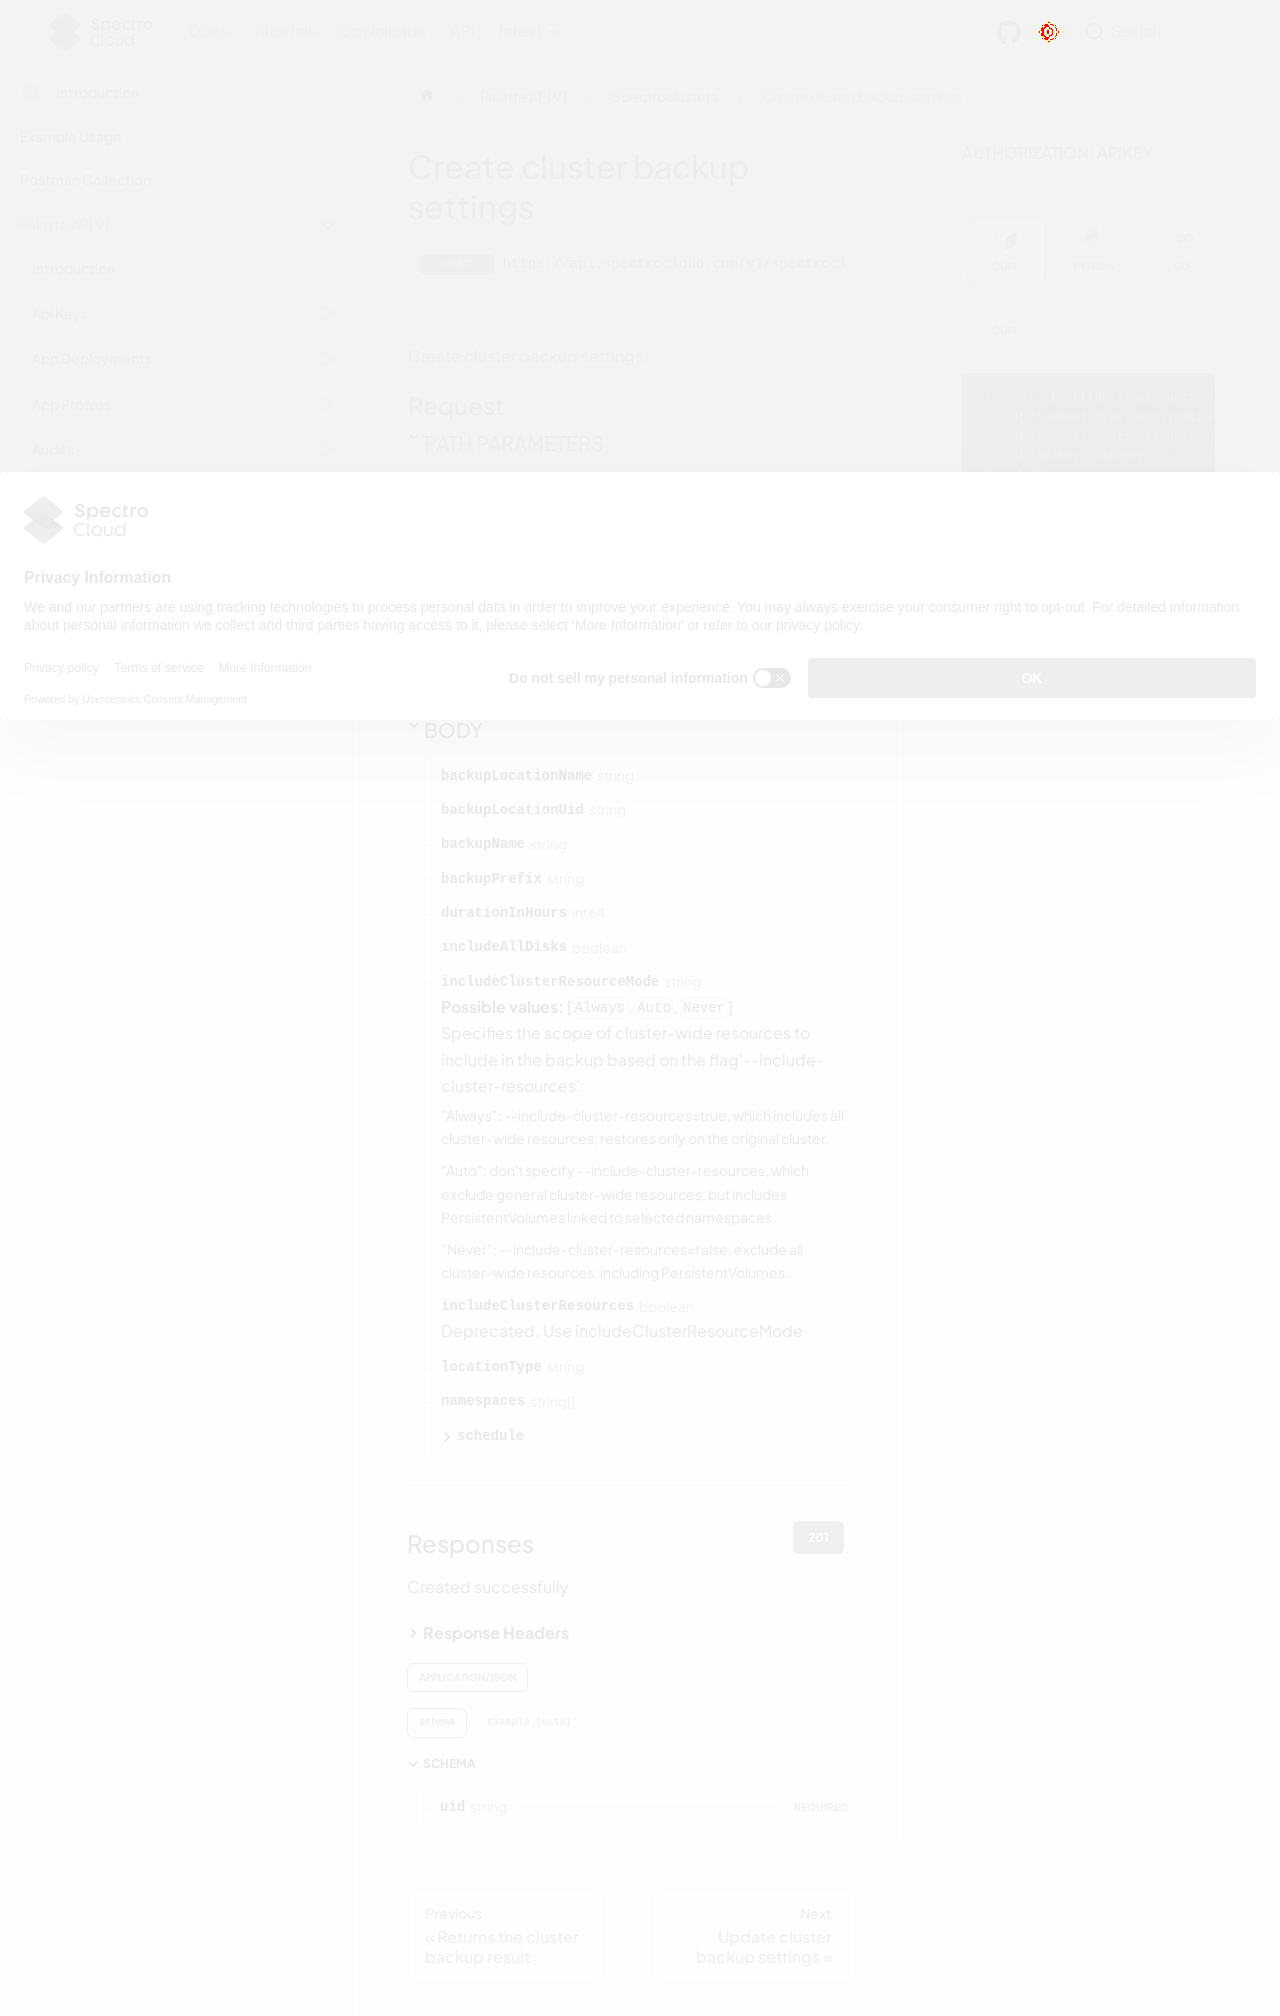 Spectro
Cloud
Docs Tutorials Downloads API latest
Search
Introduction
Example Usage
Postman Collection
Palette API V1
Introduction
Api Keys
App Deployments
App Profiles
Audits
Palette API V1
Spectroclusters
Create cluster backup settings
Create cluster backup
settings
https://api.spectrocloud.com/v1/spectrocl
Create cluster backup settings
Request
PATH PARAMETERS
AUTHORIZATION: APIKEY
CURL PYTHON GO
CURL
Spectro
Cloud
Privacy Information
We and our partners are using tracking technologies to process personal data in order to improve your experience. You may always exercise your consumer right to opt-out. For detailed information
about personal information we collect and third parties having access to it, please select 'More Information' or refer to our privacy policy.
Privacy policy Terms of service More Information
Powered by Usercentrics Consent Management
Do not sell my personal information
OK
BODY
backupLocationName string
backupLocationUid string
backupName string
backupPrefix string
durationInHours int64
includeAllDisks boolean
includeClusterResourceMode string
Possible values: [Always, Auto, Never]
Specifies the scope of cluster-wide resources to
include in the backup based on the flag'--include-
cluster-resources':
"Always": --include-cluster-resources=true, which includes all
cluster-wide resources; restores only on the original cluster.
"Auto": don't specify --include-cluster-resources, which
exclude general cluster-wide resources. but includes
PersistentVolumes linked to selected namespaces.
"Never": --include-cluster-resources=false, exclude all
cluster-wide resources, including PersistentVolumes.
includeClusterResources boolean
Deprecated. Use includeClusterResourceMode
locationType string
namespaces string[]
schedule
Responses
201
Created successfully
Response Headers
APPLICATION/JSON
Schema Example (auto)
SCHEMA
uid string REQUIRED
Previous
« Returns the cluster
backup result
Next
Update cluster
backup settings »